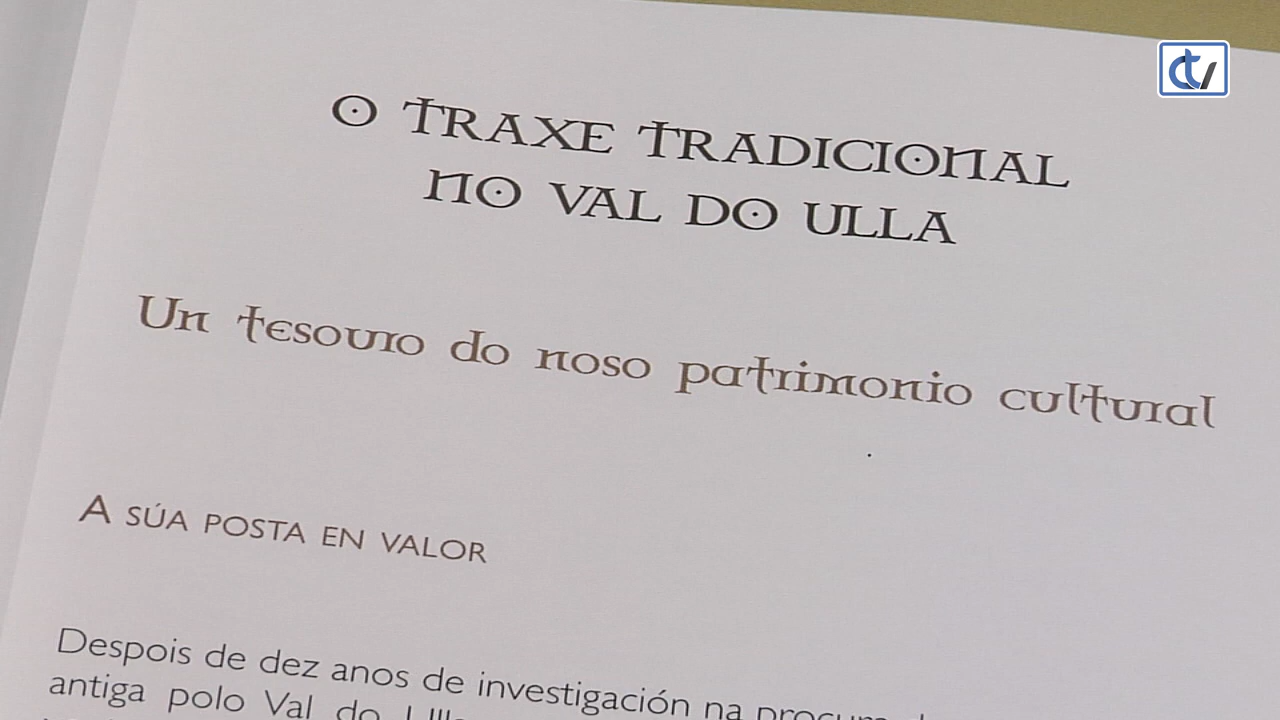 O TRAXE TRADICIONAL
NO VAL DO ULLA
Un tesouro do noso patrimonio cultural
A SÚA POSTA EN VALOR
Despois de dez anos de investigación na
antiga polo Val do